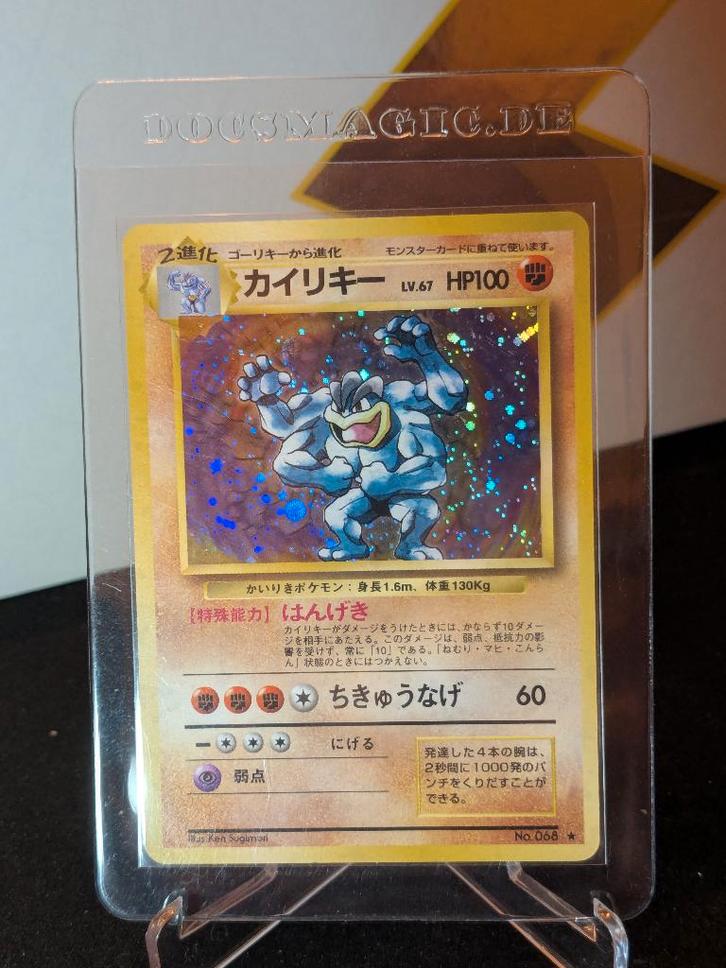 DOCSMAGIC.DE
2進化 ゴーリキーから進化 モンスターカードに重ねて使います。
カイリキー LV.67 HP100
かいりきポケモン：身長1.6m、体重130Kg
【特殊能力】はんげき
カイリキーがダメージをうけたときには、かならず10ダメー
ジを相手にあたえる。このダメージは、弱点、抵抗力の影
響を受けず、常に「10」である。「ねむり・マヒ・こんら
ん」状態のときにはつかえない。
ちきゅうなげ 60
にげる
弱点
発達した4本の腕は、
2秒間に1000発のパ
ンチをくりだすことが
できる。
Illus.Ken Sugimori No.068 ★